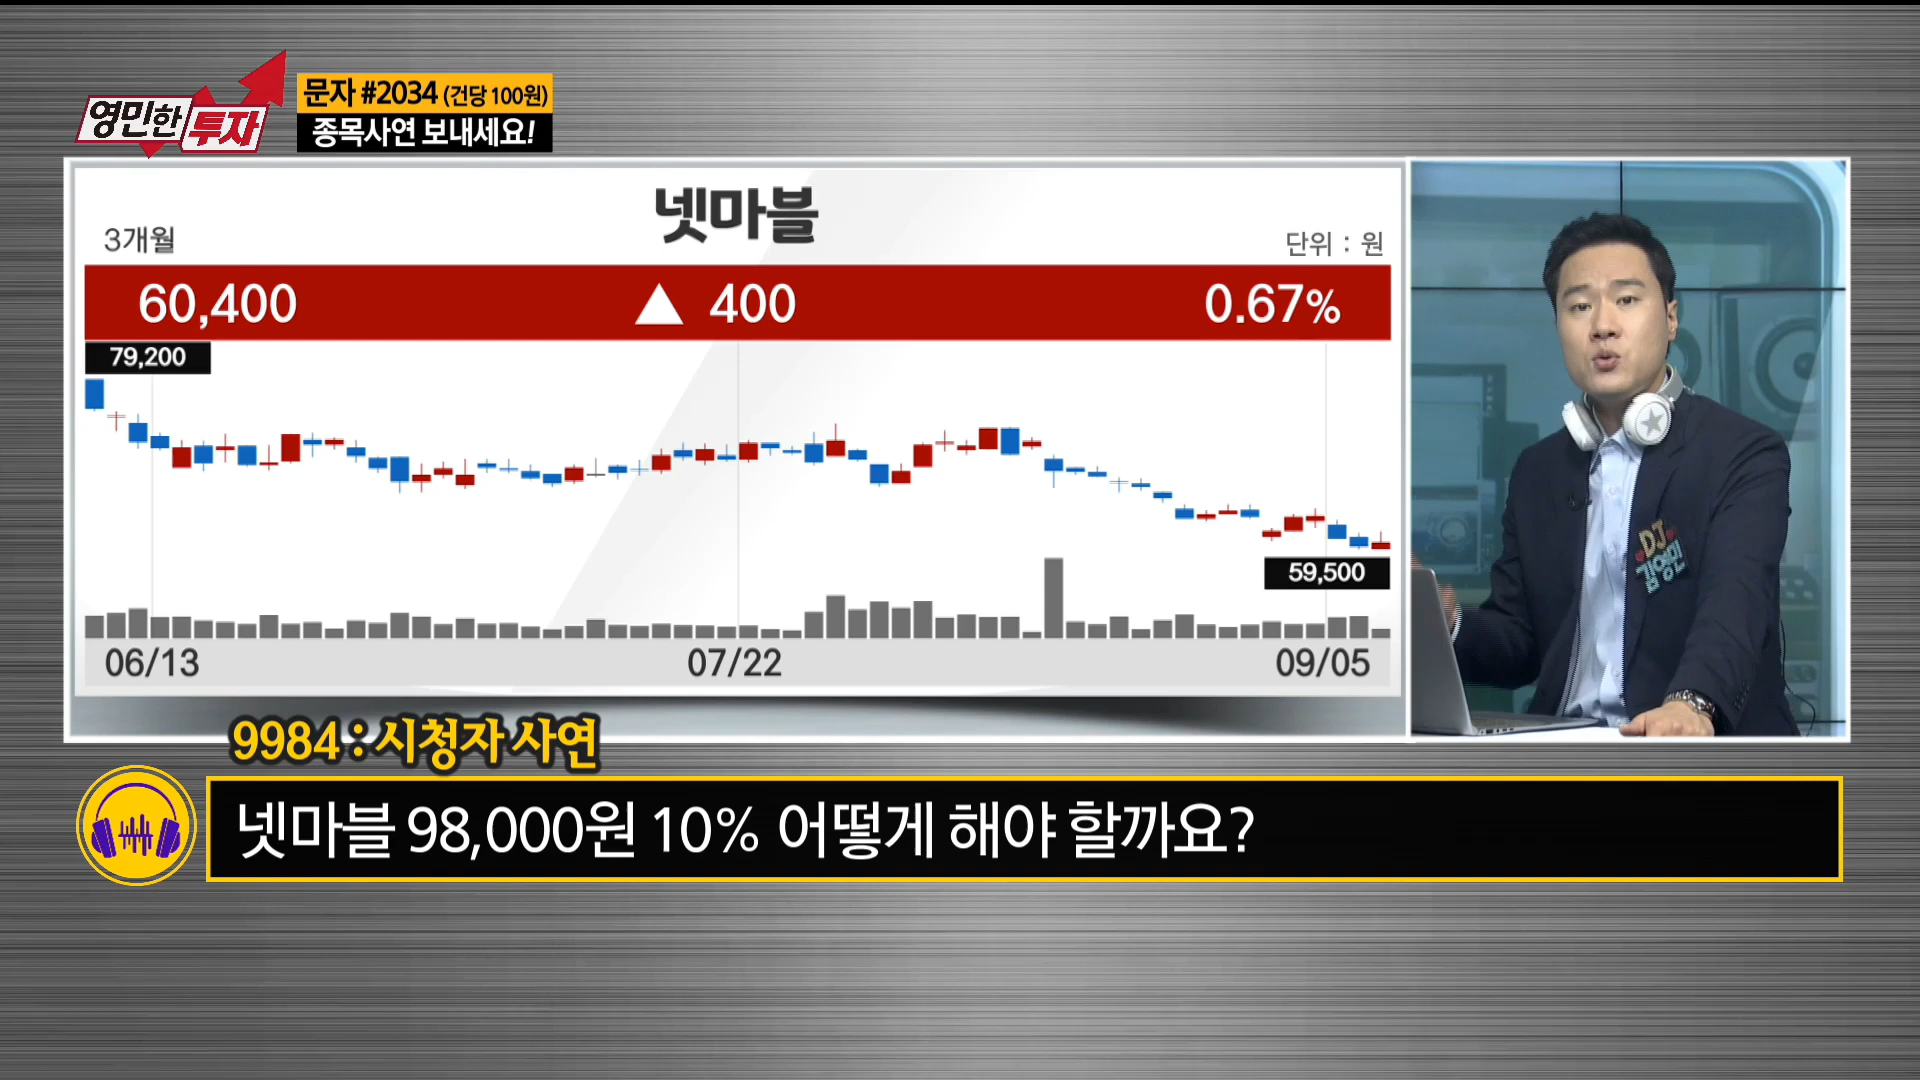 영민한 투자
문자 #2034 (건당 100원)
종목사연 보내세요!
넷마블
3개월
단위 : 원
60,400 ▲ 400 0.67%
79,200
59,500
06/13 07/22 09/05
DJ
김영민
9984 : 시청자 사연
넷마블 98,000원 10% 어떻게 해야 할까요?